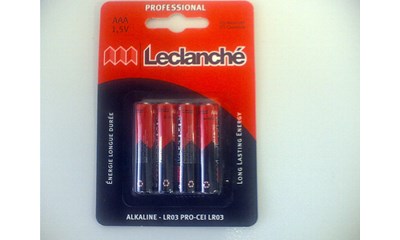 PROFESSIONAL
AAA
1,5V
Leclanché
ÉNERGIE LONGUE DURÉE
LONG LASTING ENERGY
ALKALINE - LR03 PRO-CEI LR03